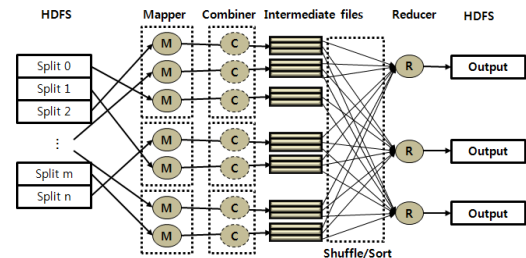 HDFS
Mapper
Combiner
Intermediate files
Reducer
HDFS
Split 0
Split 1
Split 2
...
Split m
Split n
M
M
M
M
M
M
M
C
C
C
C
C
C
C
R
R
R
Output
Output
Output
Shuffle/Sort